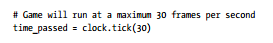 # Game will run at a maximum 30 frames per second
time_passed = clock.tick(30)